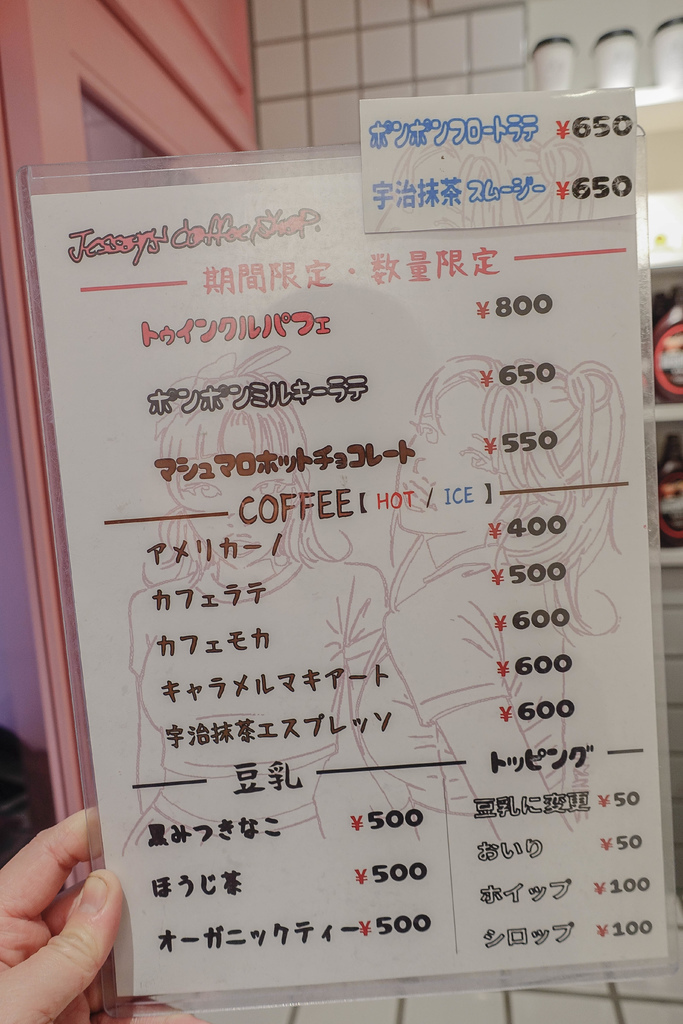 ボンボンフロートラテ ¥650
宇治抹茶 スムージー ¥650
Jessy's Coffee Shop.
期間限定・数量限定
トゥインクルパフェ ¥800
ボンボンミルキーラテ ¥650
マシュマロホットチョコレート ¥550
COFFEE【 HOT / ICE 】
アメリカーノ ¥400
カフェラテ ¥500
カフェモカ ¥600
キャラメルマキアート ¥600
宇治抹茶エスプレッソ ¥600
豆乳
黒みつきなこ ¥500
ほうじ茶 ¥500
オーガニックティー ¥500
トッピング
豆乳に変更 ¥50
おいり ¥50
ホイップ ¥100
シロップ ¥100